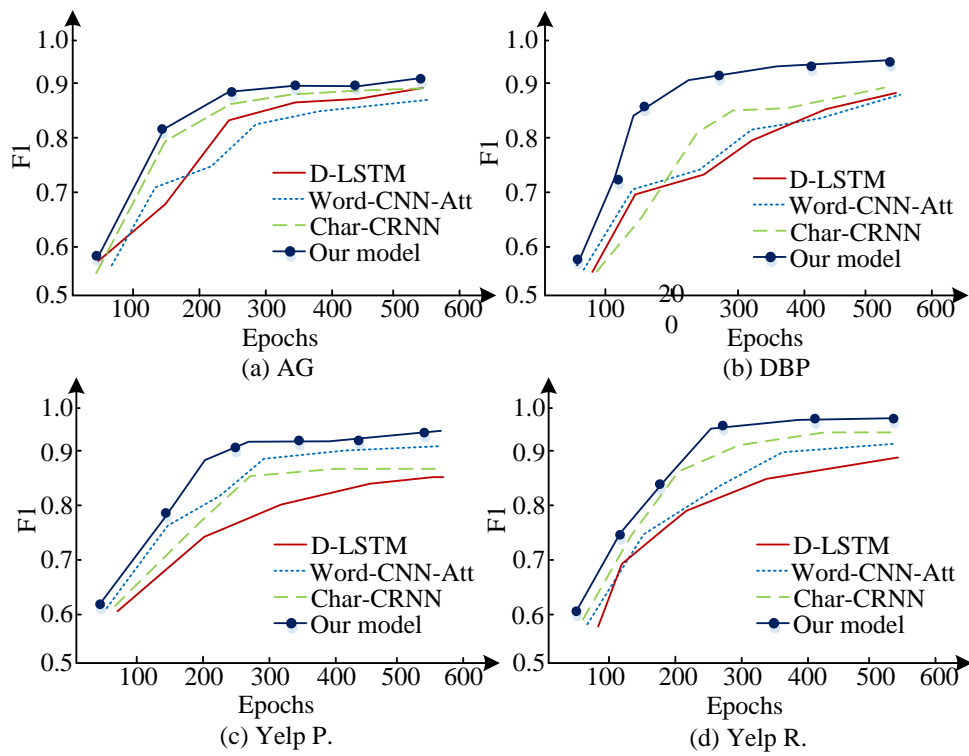 1.0
0.9
0.8
0.7
0.6
0.5
F1
D-LSTM
Word-CNN-Att
Char-CRNN
Our model
100 200 300 400 500 600
Epochs
(a) AG
1.0
0.9
0.8
0.7
0.6
0.5
F1
D-LSTM
Word-CNN-Att
Char-CRNN
Our model
100 20 300 400 500 600
0
Epochs
(b) DBP
1.0
0.9
0.8
0.7
0.6
0.5
F1
D-LSTM
Word-CNN-Att
Char-CRNN
Our model
100 200 300 400 500 600
Epochs
(c) Yelp P.
1.0
0.9
0.8
0.7
0.6
0.5
F1
D-LSTM
Word-CNN-Att
Char-CRNN
Our model
100 200 300 400 500 600
Epochs
(d) Yelp R.